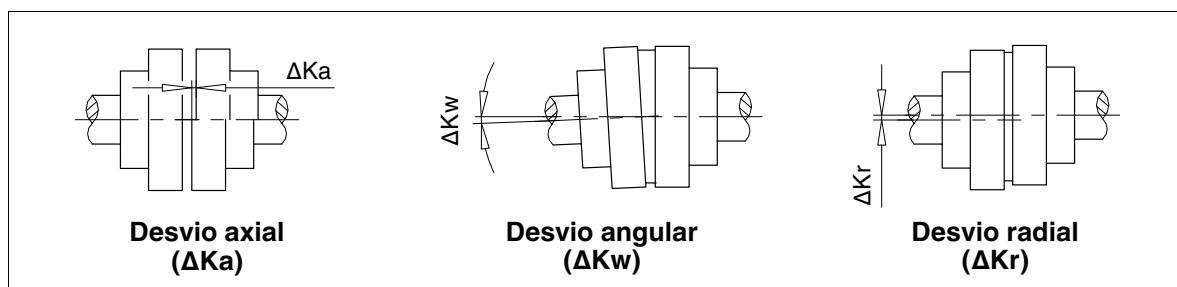 ΔKa
ΔKw
ΔKr
Desvio axial
(ΔKa)
Desvio angular
(ΔKw)
Desvio radial
(ΔKr)